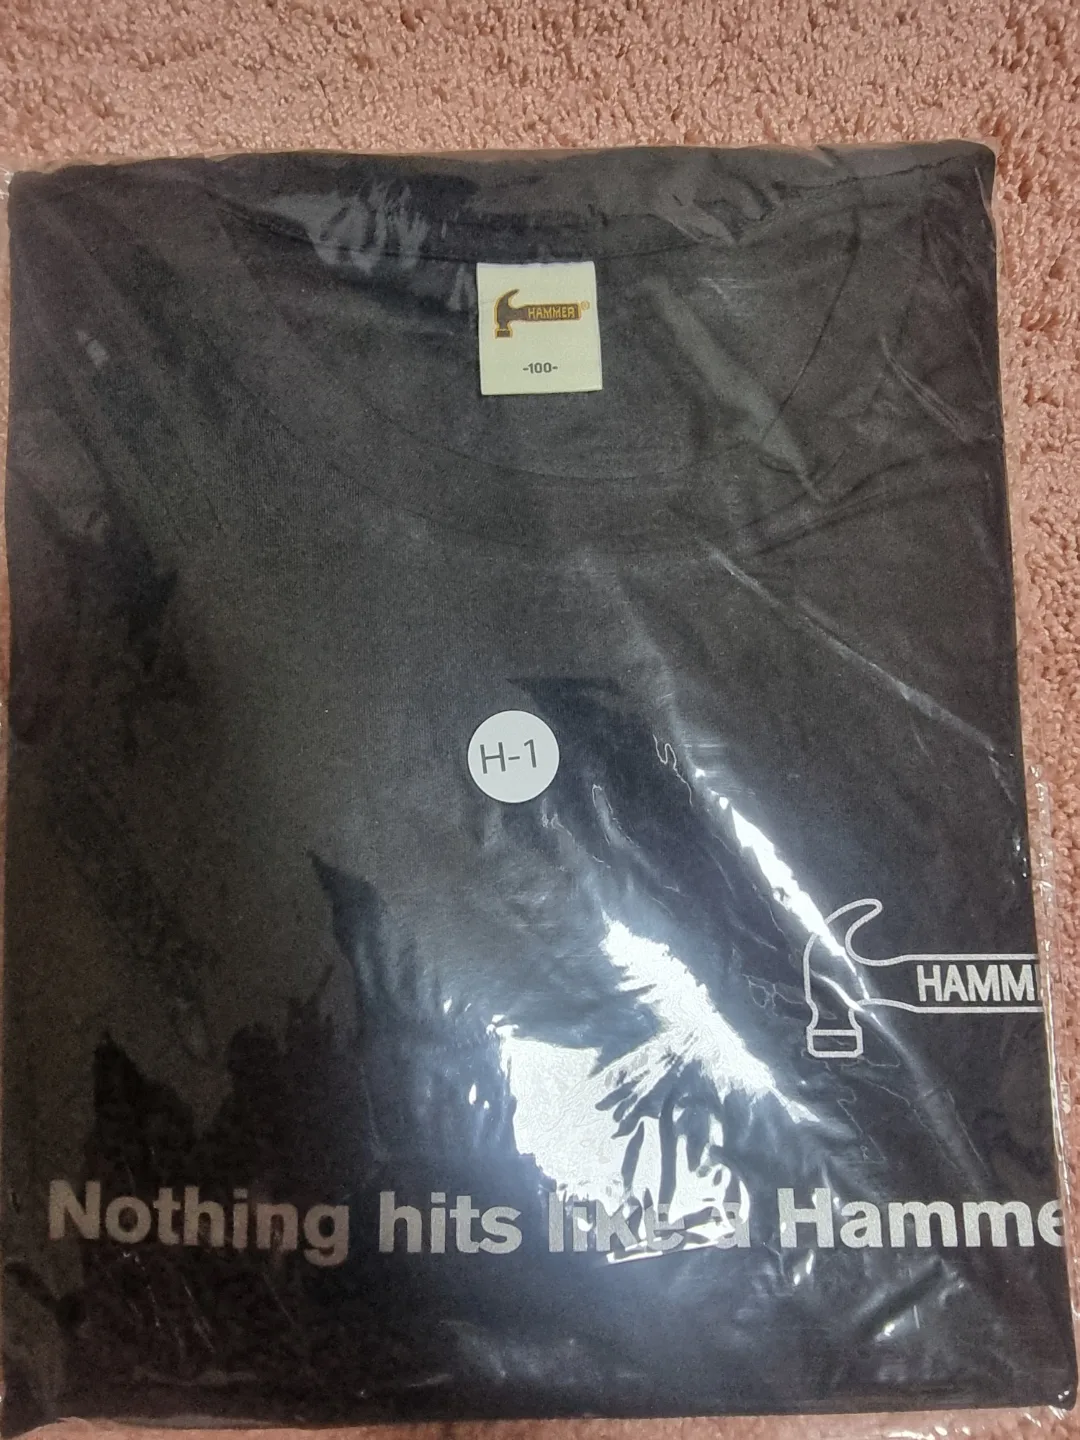 HAMMER®
-100-
H-1
HAMM
Nothing hits like a Hamme